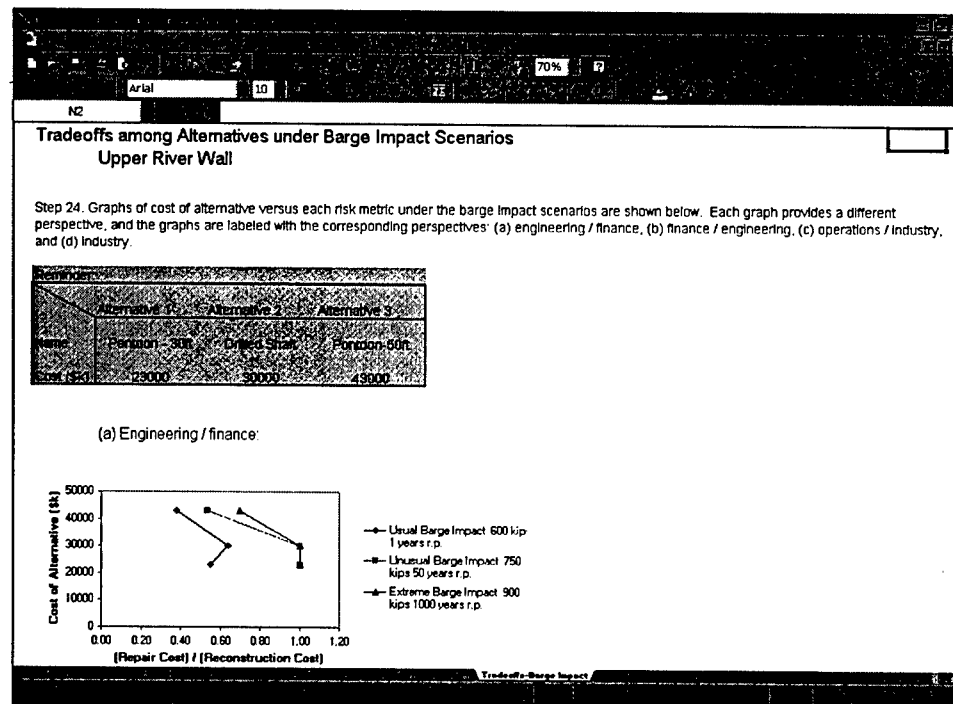 70%
Arial 10
N2
Tradeoffs among Alternatives under Barge Impact Scenarios
Upper River Wall
Step 24. Graphs of cost of alternative versus each risk metric under the barge impact scenarios are shown below. Each graph provides a different
perspective, and the graphs are labeled with the corresponding perspectives: (a) engineering / finance, (b) finance / engineering, (c) operations / industry,
and (d) industry.
Reminder:
Alternative 1 Alternative 2 Alternative 3
Name Pontoon - 30ft Drilled Shaft Pontoon-60ft
Cost ($k) 23000 30000 43000
(a) Engineering / finance:
Cost of Alternative ($k)
50000
40000
30000
20000
10000
0
0.00 0.20 0.40 0.60 0.80 1.00 1.20
(Repair Cost) / (Reconstruction Cost)
Usual Barge Impact 600 kip
1 years r.p.
Unusual Barge Impact 750
kips 50 years r.p.
Extreme Barge Impact 900
kips 1000 years r.p.
Tradeoffs-Barge Impact